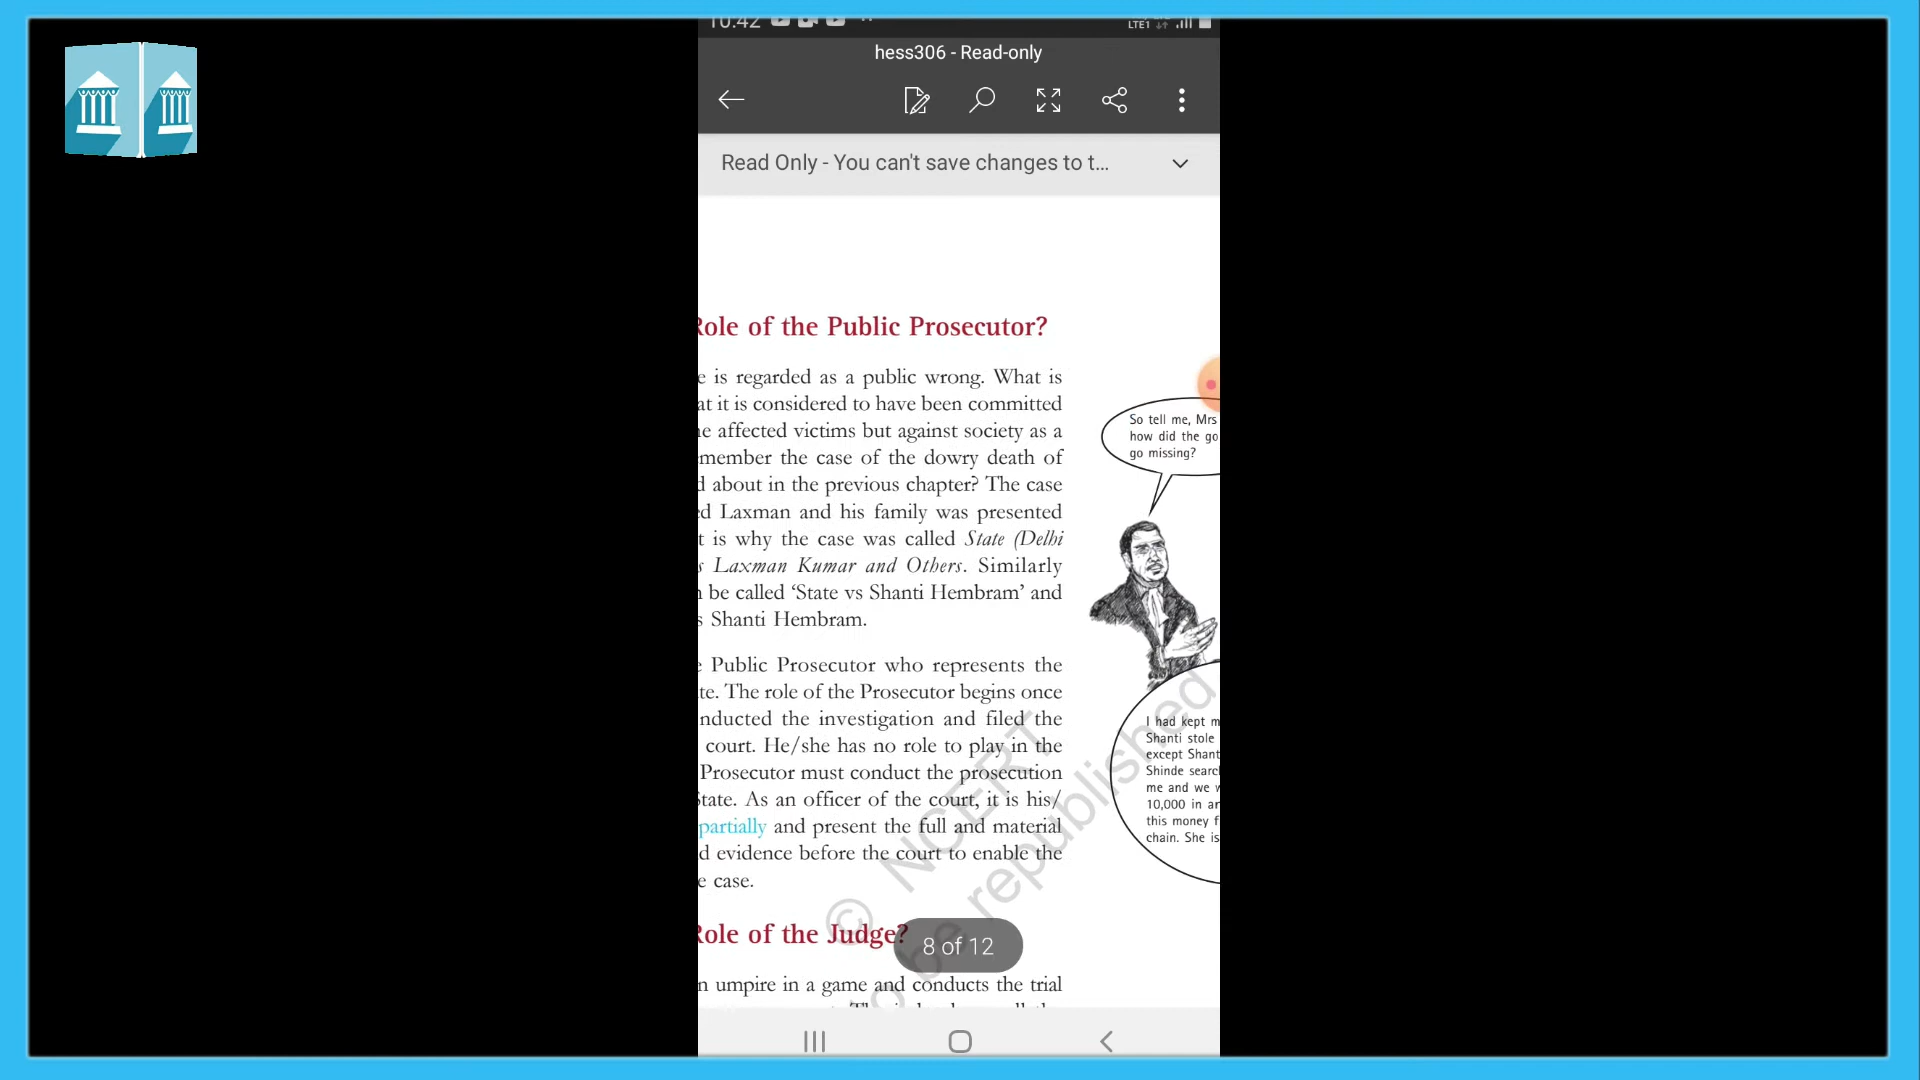 10:42
LTE1
hess306 - Read-only
Read Only - You can't save changes to t...
Role of the Public Prosecutor?
e is regarded as a public wrong. What is
at it is considered to have been committed
e affected victims but against society as a
member the case of the dowry death of
d about in the previous chapter? The case
ed Laxman and his family was presented
t is why the case was called State (Delhi
s Laxman Kumar and Others. Similarly
n be called ‘State vs Shanti Hembram’ and
s Shanti Hembram.
e Public Prosecutor who represents the
te. The role of the Prosecutor begins once
nducted the investigation and filed the
court. He/she has no role to play in the
Prosecutor must conduct the prosecution
State. As an officer of the court, it is his/
partially and present the full and material
d evidence before the court to enable the
e case.
Role of the Judge?
n umpire in a game and conducts the trial
So tell me, Mrs
how did the go
go missing?
I had kept m
Shanti stole
except Shant
Shinde search
me and we w
10,000 in an
this money f
chain. She is
© NCERT
to be republished
8 of 12